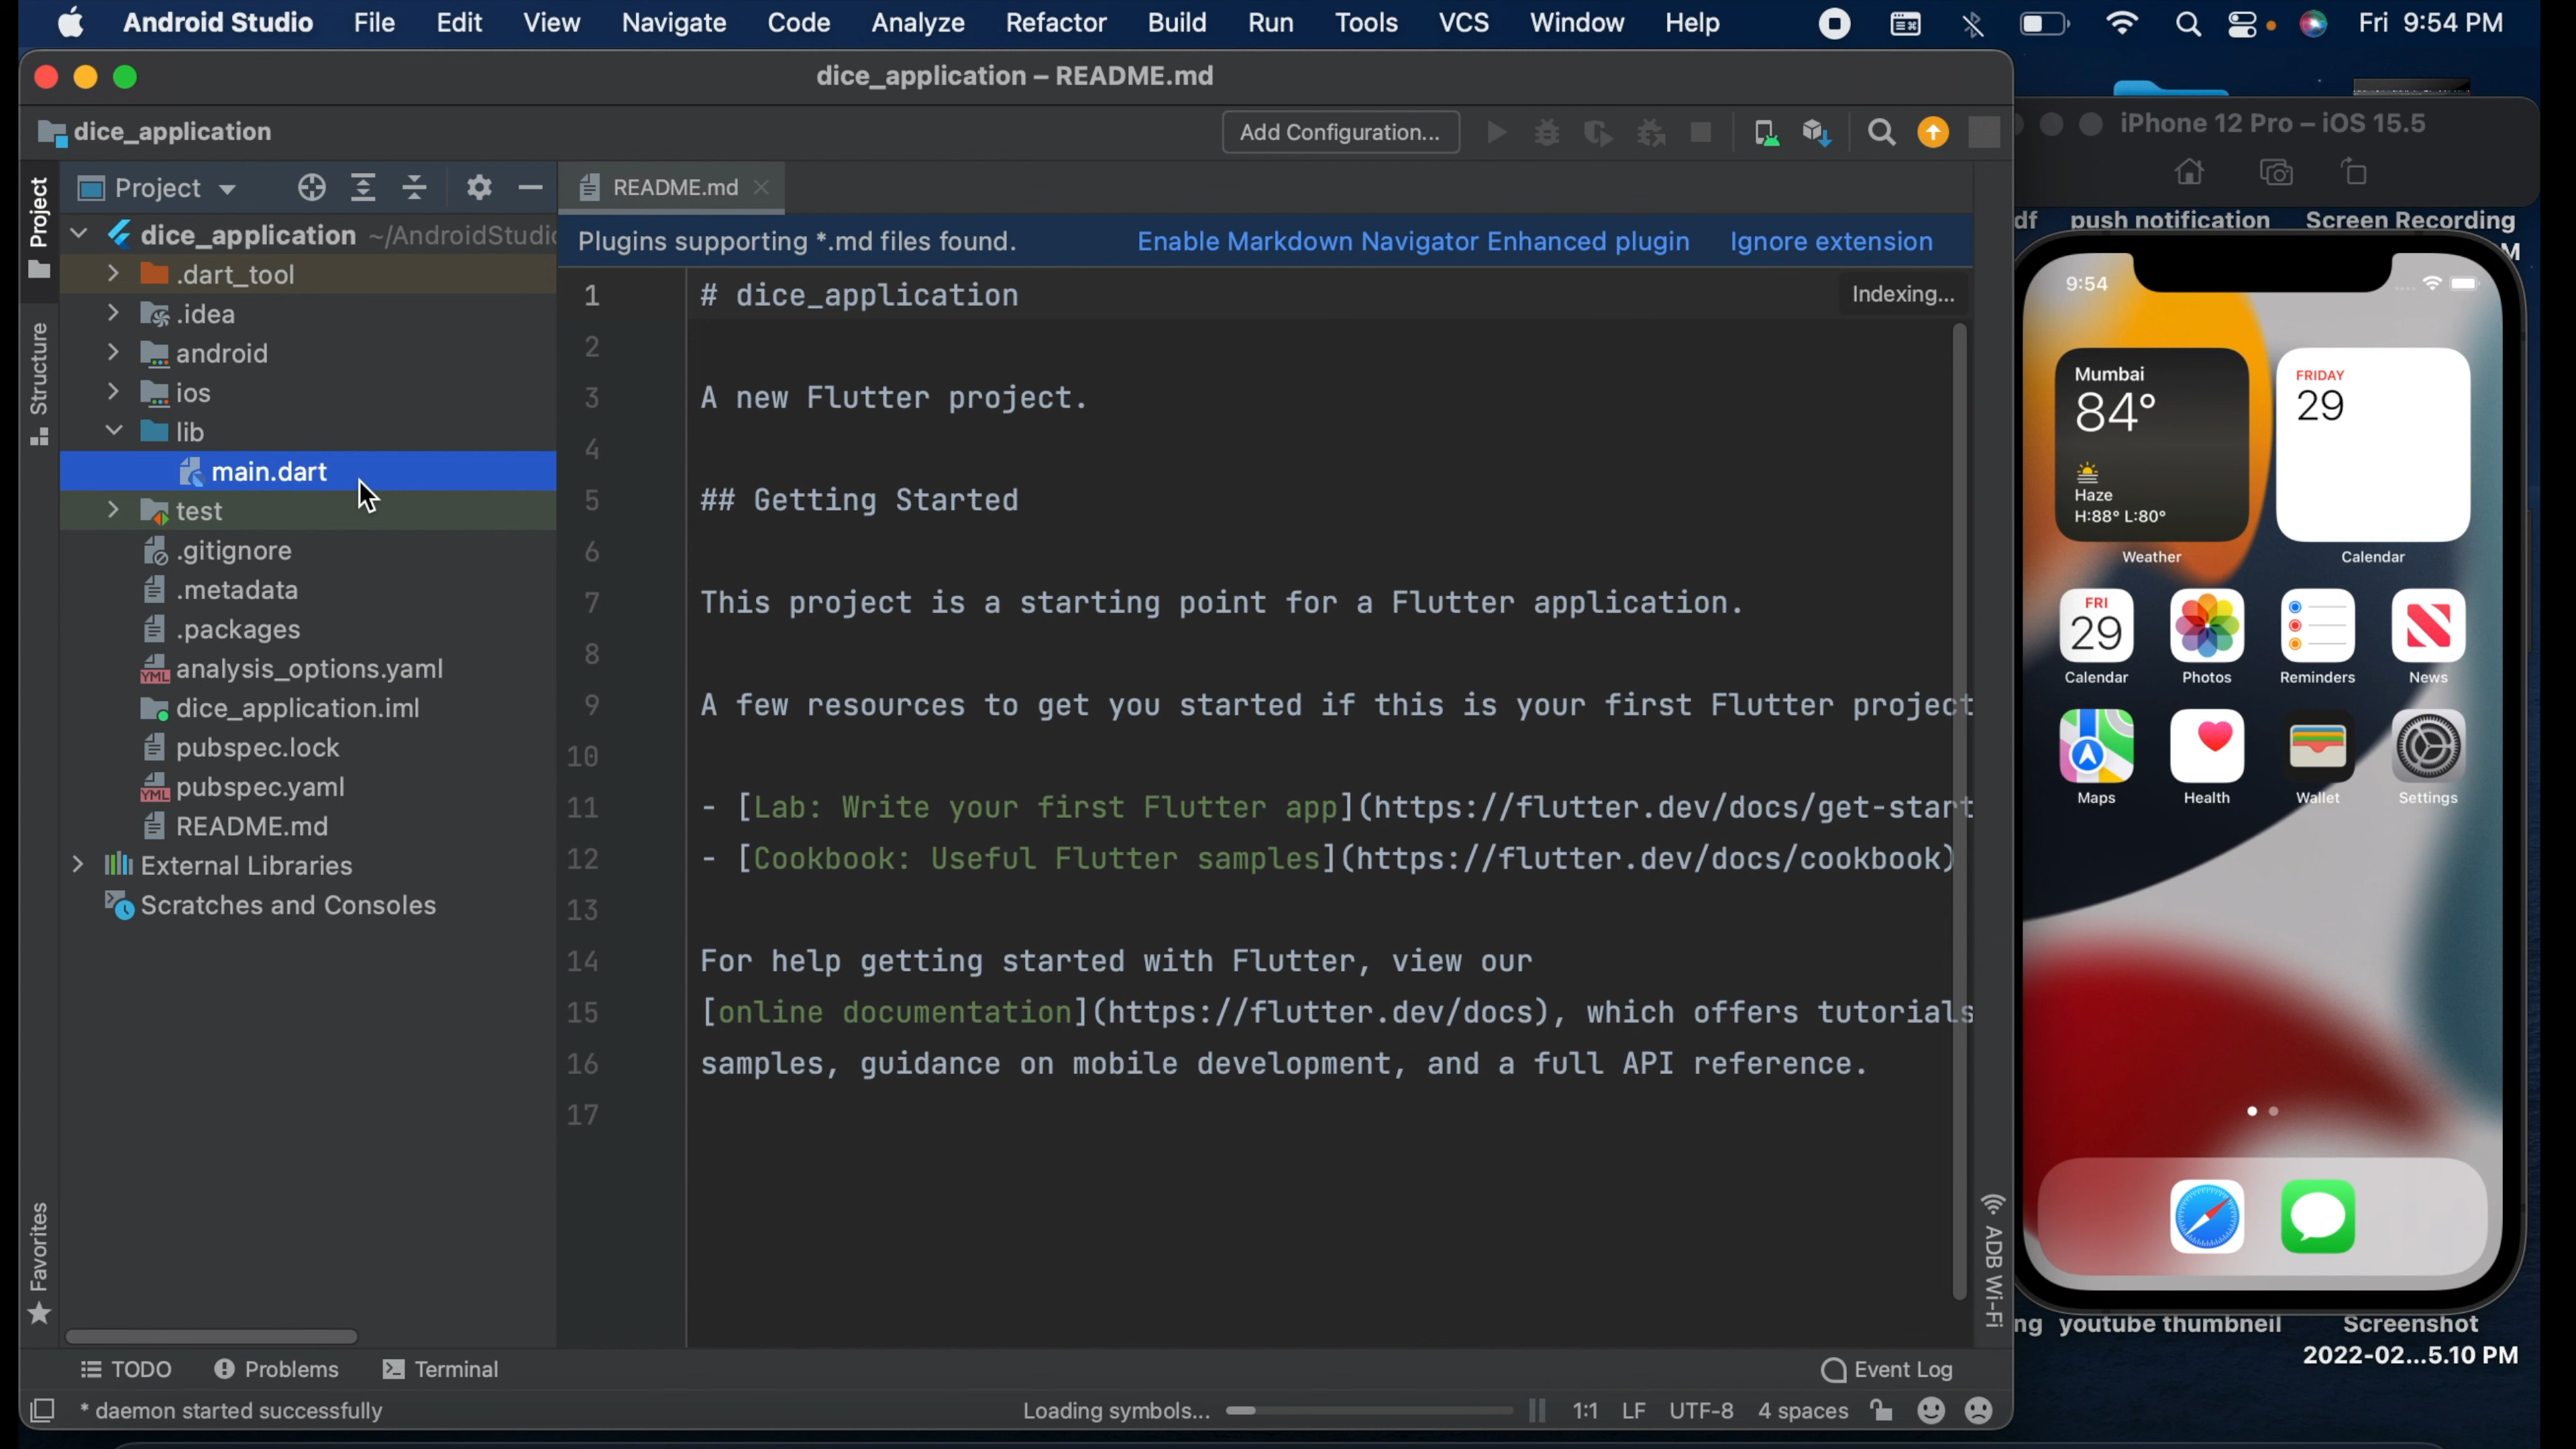 Android Studio File Edit View Navigate Code Analyze Refactor Build Run Tools VCS Window Help Fri 9:54 PM
dice_application – README.md
dice_application
Add Configuration...
iPhone 12 Pro – iOS 15.5
Project
Project
README.md
df push notification Screen Recording
dice_application ~/AndroidStudio
Plugins supporting *.md files found. Enable Markdown Navigator Enhanced plugin Ignore extension
.dart_tool
.idea
android
ios
lib
main.dart
test
.gitignore
.metadata
.packages
analysis_options.yaml
YML
dice_application.iml
pubspec.lock
pubspec.yaml
YML
README.md
External Libraries
Scratches and Consoles
Structure
Favorites
1 # dice_application
Indexing...
2
3 A new Flutter project.
4
5 ## Getting Started
6
7 This project is a starting point for a Flutter application.
8
9 A few resources to get you started if this is your first Flutter project
10
11 - [Lab: Write your first Flutter app](https://flutter.dev/docs/get-start
12 - [Cookbook: Useful Flutter samples](https://flutter.dev/docs/cookbook)
13
14 For help getting started with Flutter, view our
15 [online documentation](https://flutter.dev/docs), which offers tutorials
16 samples, guidance on mobile development, and a full API reference.
17
ADB Wi-Fi
TODO Problems Terminal Event Log
* daemon started successfully Loading symbols... 1:1 LF UTF-8 4 spaces
M
9:54
Mumbai
84°
Haze
H:88° L:80°
Weather
FRIDAY
29
Calendar
FRI
29
Calendar Photos Reminders News
Maps Health Wallet Settings
ng youtube thumbneil Screenshot
2022-02...5.10 PM